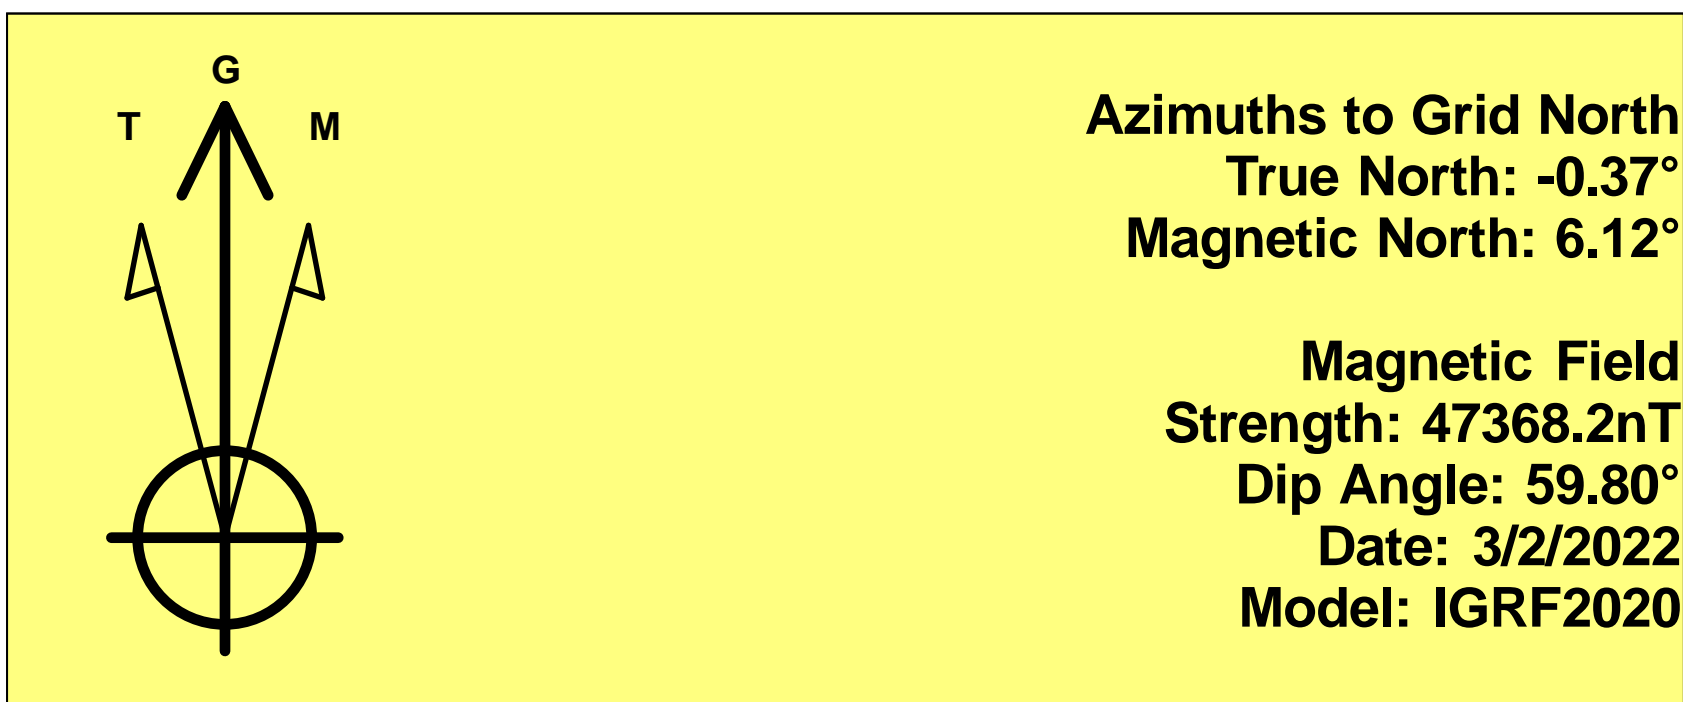 G
T
M
Azimuths to Grid North
True North: -0.37°
Magnetic North: 6.12°
Magnetic Field
Strength: 47368.2nT
Dip Angle: 59.80°
Date: 3/2/2022
Model: IGRF2020